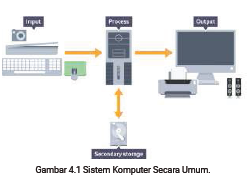 Input
Process
Output
Secondary storage
Gambar 4.1 Sistem Komputer Secara Umum.